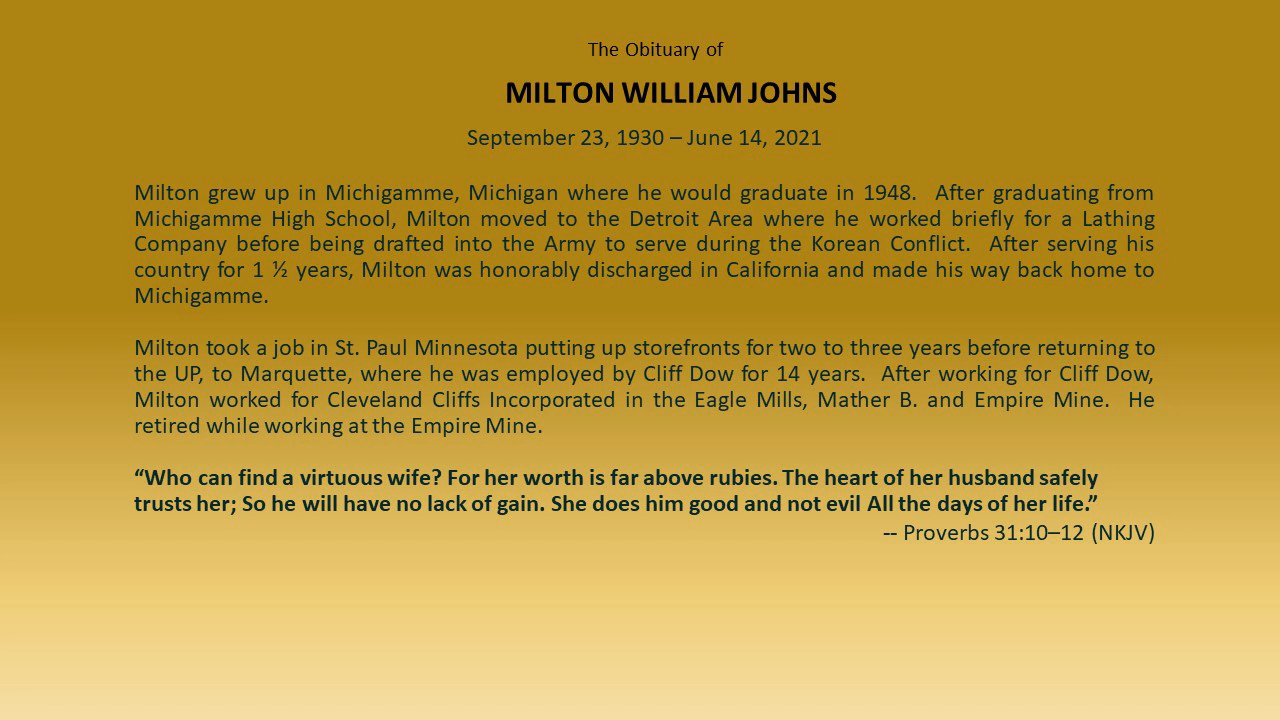 The Obituary of
MILTON WILLIAM JOHNS
September 23, 1930 – June 14, 2021
Milton grew up in Michigamme, Michigan where he would graduate in 1948.  After graduating from
Michigamme High School, Milton moved to the Detroit Area where he worked briefly for a Lathing
Company before being drafted into the Army to serve during the Korean Conflict.  After serving his
country for 1 ½ years, Milton was honorably discharged in California and made his way back home to
Michigamme.
Milton took a job in St. Paul Minnesota putting up storefronts for two to three years before returning to
the UP, to Marquette, where he was employed by Cliff Dow for 14 years.  After working for Cliff Dow,
Milton worked for Cleveland Cliffs Incorporated in the Eagle Mills, Mather B. and Empire Mine.  He
retired while working at the Empire Mine.
“Who can find a virtuous wife? For her worth is far above rubies. The heart of her husband safely
trusts her; So he will have no lack of gain. She does him good and not evil All the days of her life.”
-- Proverbs 31:10–12 (NKJV)